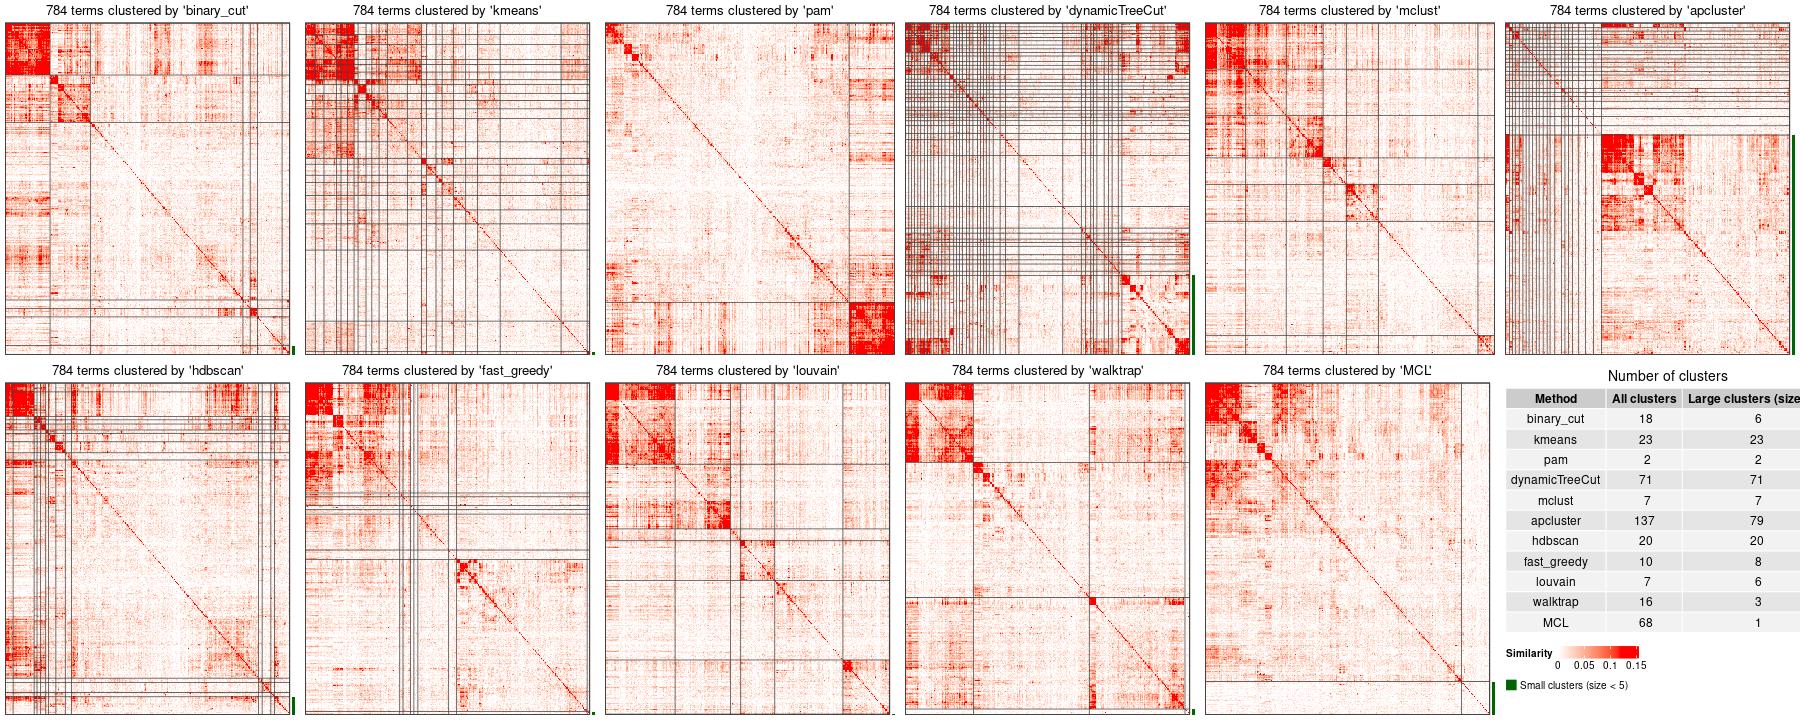 784 terms clustered by 'binary_cut'
784 terms clustered by 'kmeans'
784 terms clustered by 'pam'
784 terms clustered by 'dynamicTreeCut'
784 terms clustered by 'mclust'
784 terms clustered by 'apcluster'
784 terms clustered by 'hdbscan'
784 terms clustered by 'fast_greedy'
784 terms clustered by 'louvain'
784 terms clustered by 'walktrap'
784 terms clustered by 'MCL'
Number of clusters
Method All clusters Large clusters (size
binary_cut 18 6
kmeans 23 23
pam 2 2
dynamicTreeCut 71 71
mclust 7 7
apcluster 137 79
hdbscan 20 20
fast_greedy 10 8
louvain 7 6
walktrap 16 3
MCL 68 1
Similarity
0 0.05 0.1 0.15
Small clusters (size < 5)